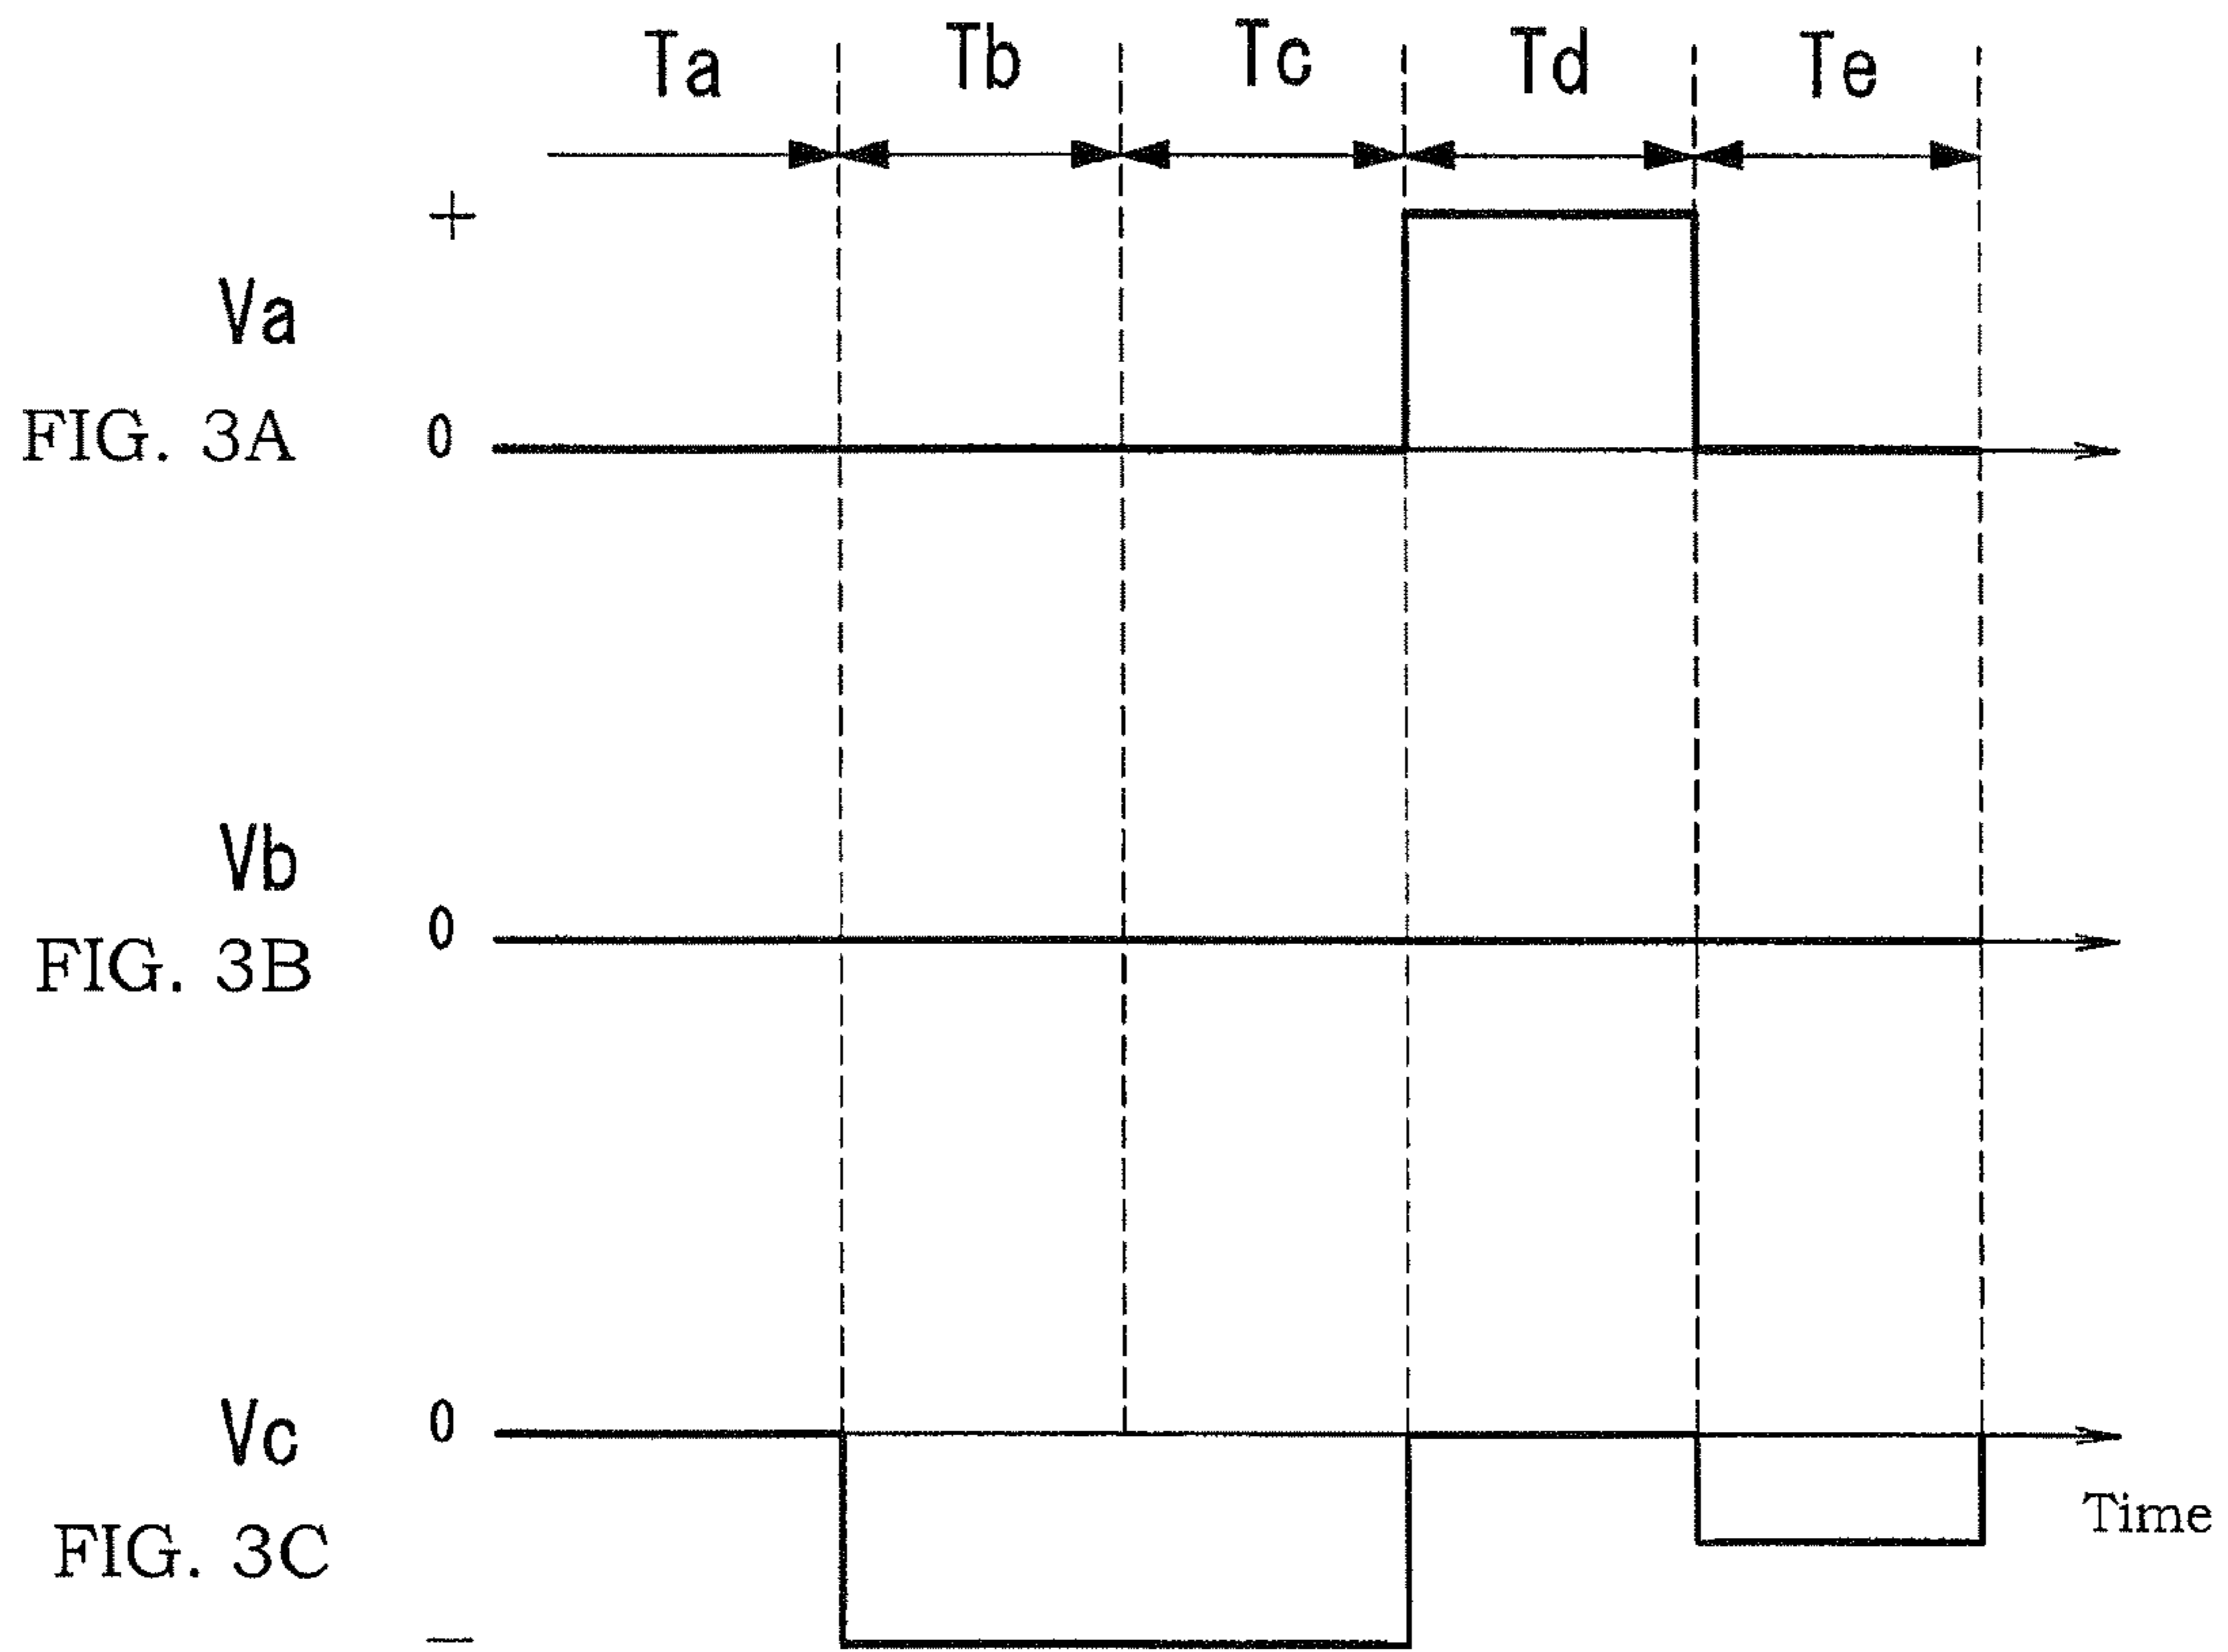 Ta Tb Tc Td Te
+
Va
FIG. 3A 0
Vb
FIG. 3B 0
Vc 0
Time
FIG. 3C
−